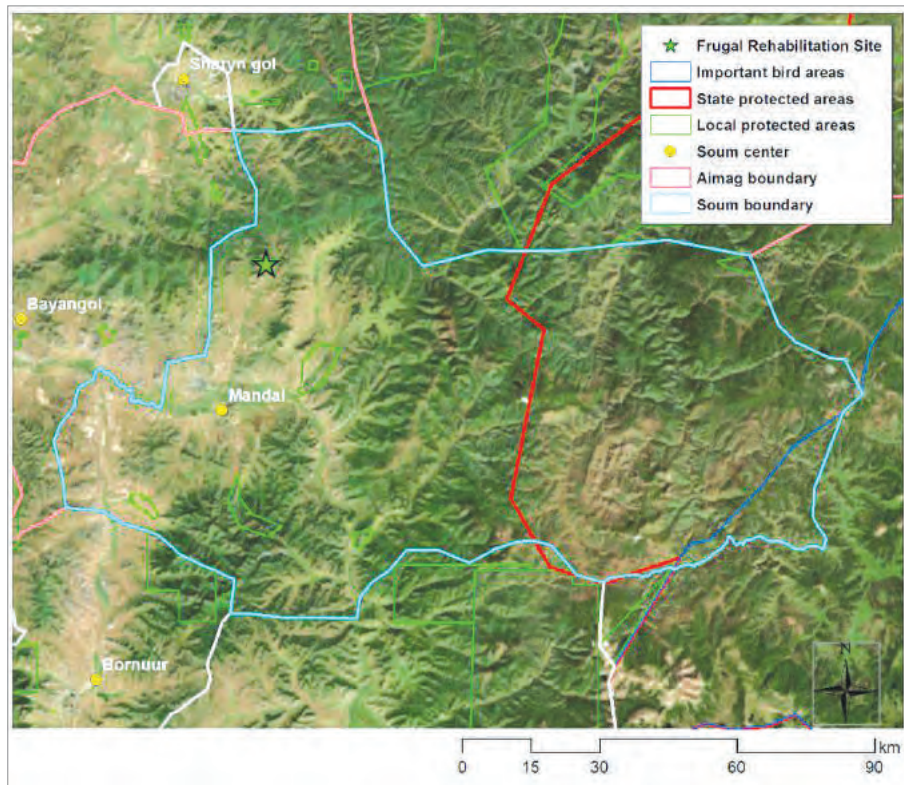 Sharyn gol
Frugal Rehabilitation Site
Important bird areas
State protected areas
Local protected areas
Soum center
Aimag boundary
Soum boundary
Bayangol
Mandal
Bornuur
N
km
0 15 30 60 90